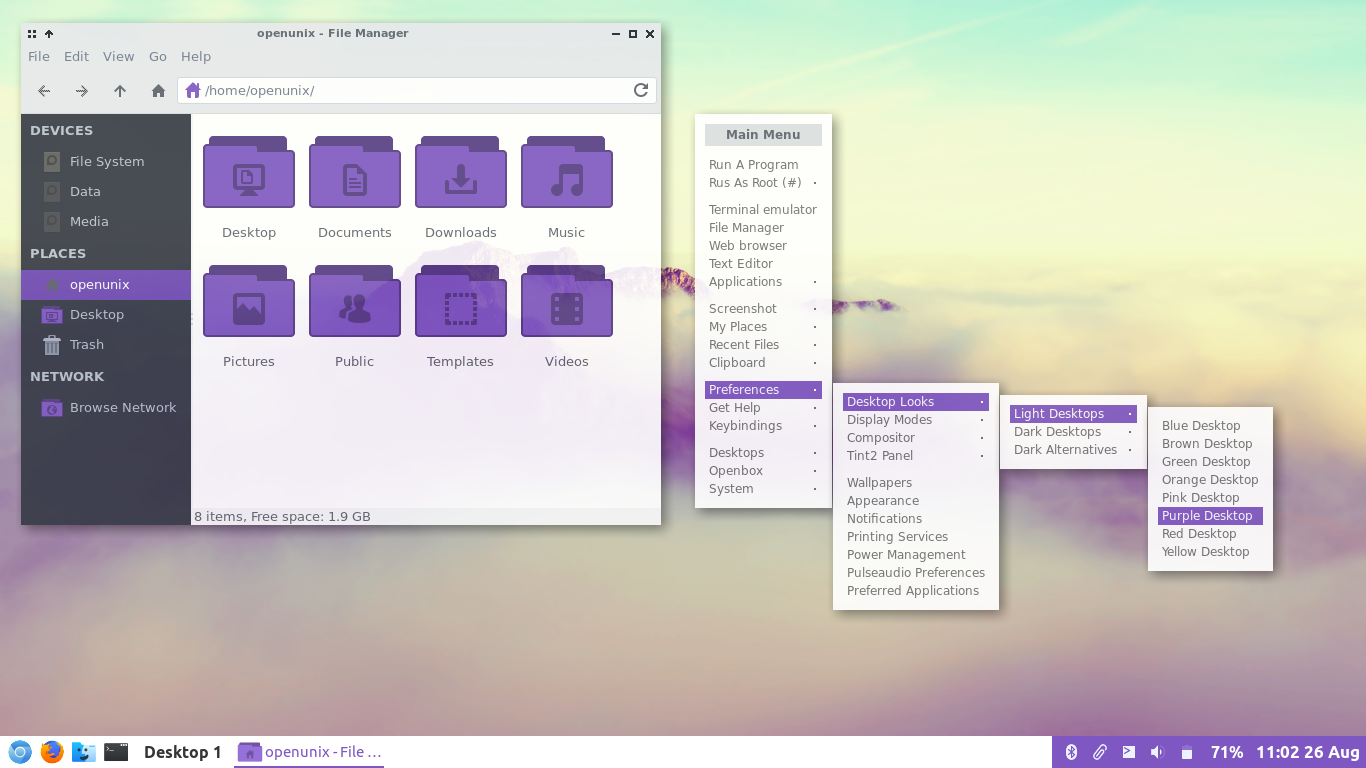 openunix - File Manager
File Edit View Go Help
/home/openunix/
DEVICES
File System
Data
Media
PLACES
openunix
Desktop
Trash
NETWORK
Browse Network
Desktop Documents Downloads Music
Pictures Public Templates Videos
8 items, Free space: 1.9 GB
Main Menu
Run A Program
Rus As Root (#)
Terminal emulator
File Manager
Web browser
Text Editor
Applications
Screenshot
My Places
Recent Files
Clipboard
Preferences
Get Help
Keybindings
Desktops
Openbox
System
Desktop Looks
Display Modes
Compositor
Tint2 Panel
Wallpapers
Appearance
Notifications
Printing Services
Power Management
Pulseaudio Preferences
Preferred Applications
Light Desktops
Dark Desktops
Dark Alternatives
Blue Desktop
Brown Desktop
Green Desktop
Orange Desktop
Pink Desktop
Purple Desktop
Red Desktop
Yellow Desktop
Desktop 1 openunix - File ... 71% 11:02 26 Aug